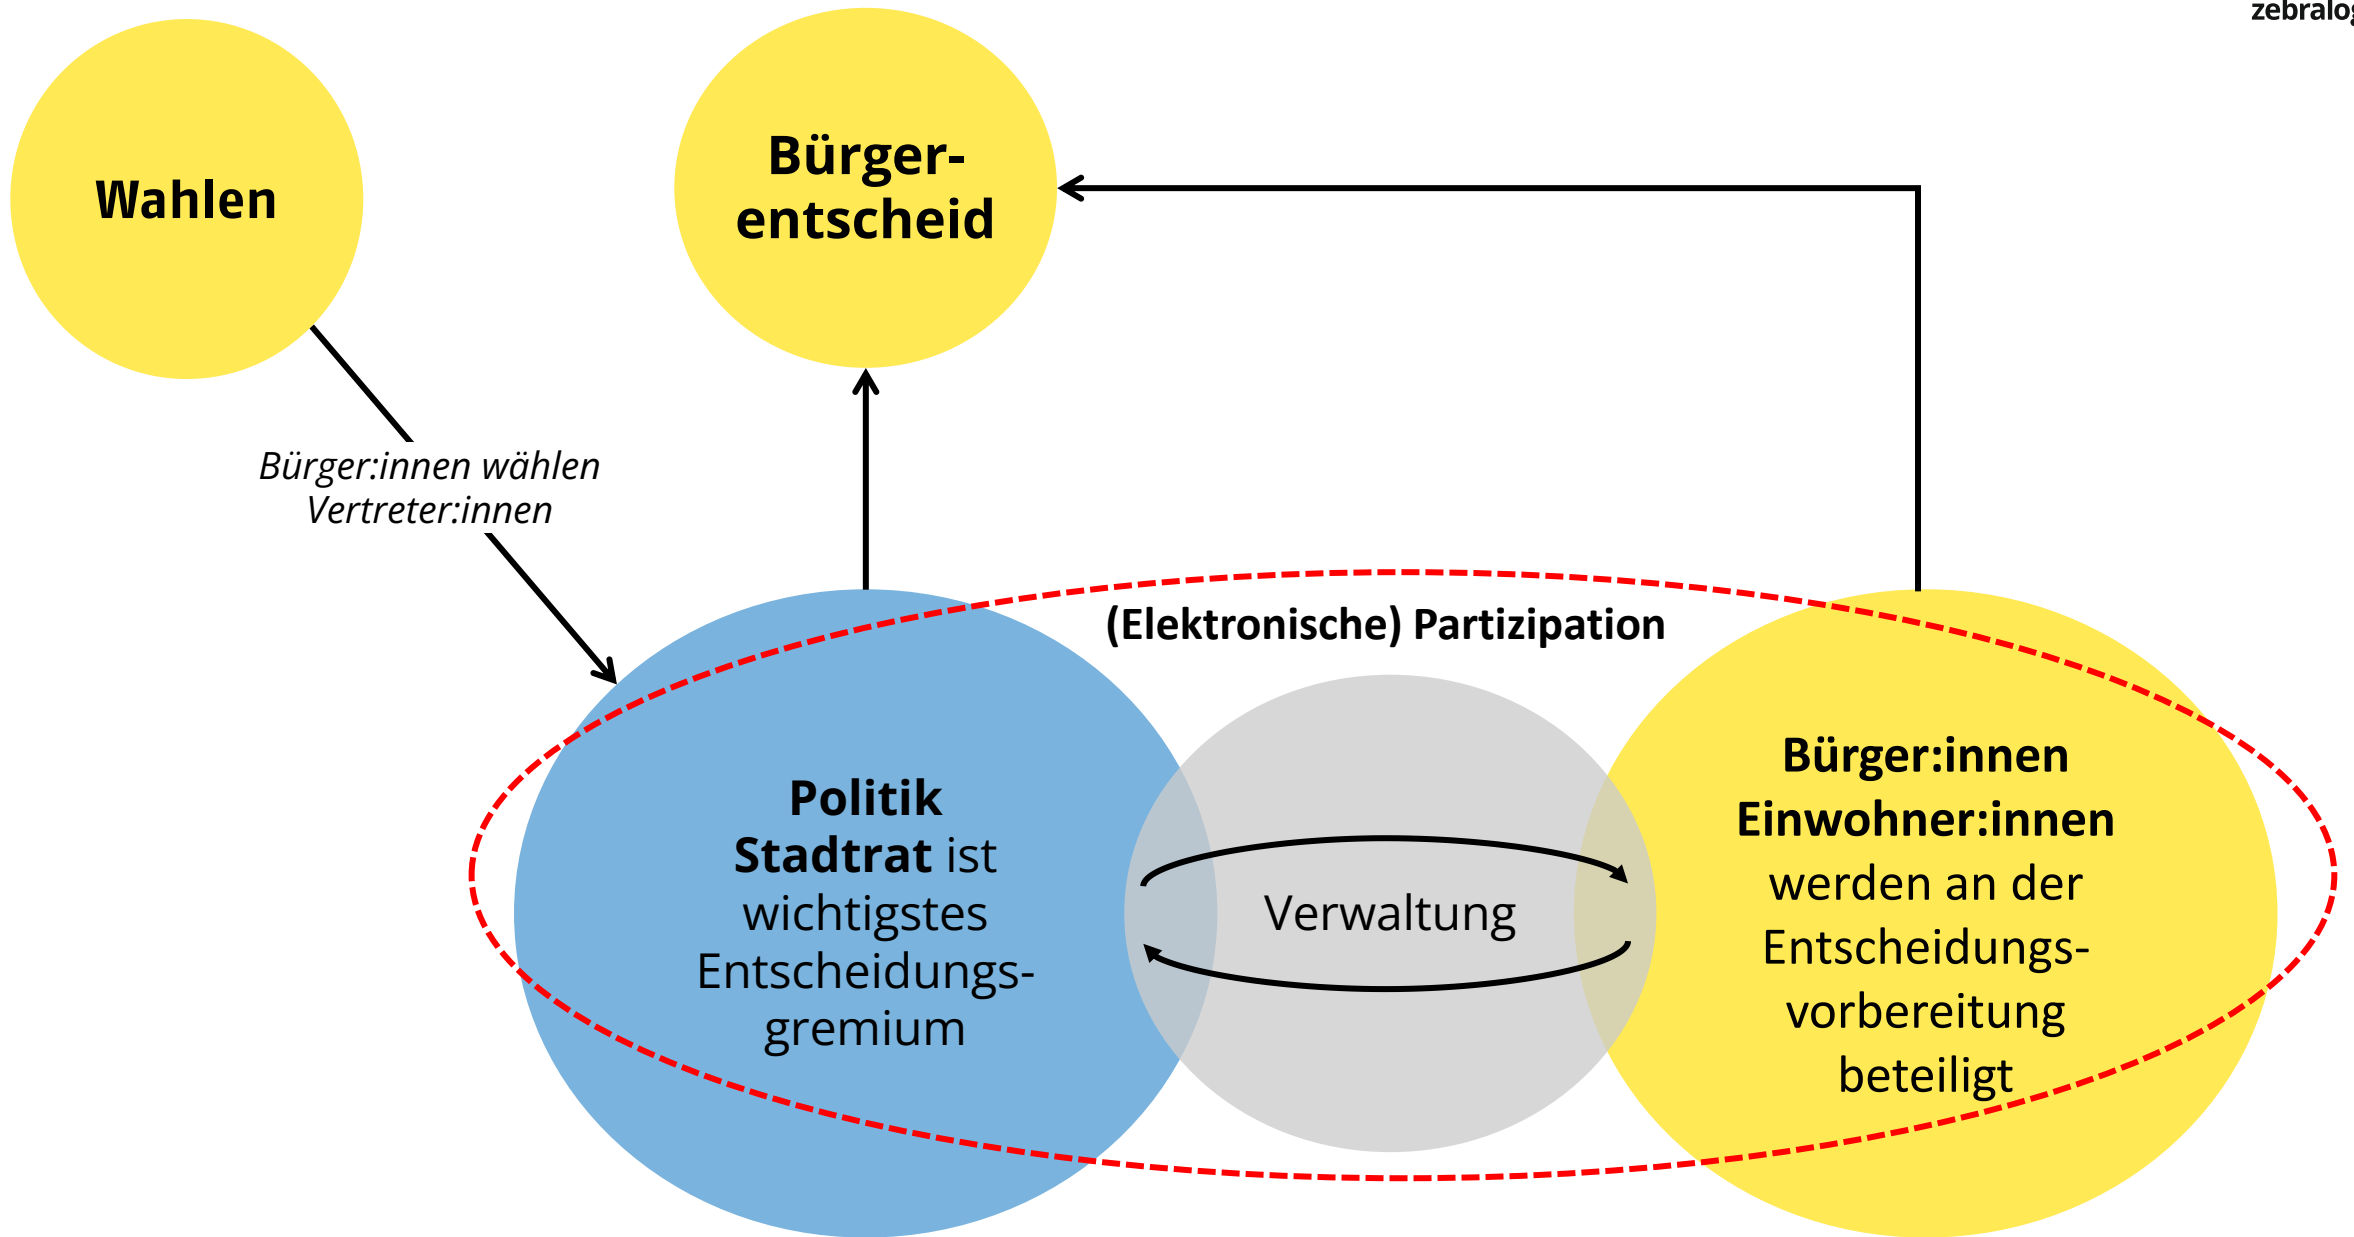 zebralog
Wahlen
Bürger-
entscheid
Bürger:innen wählen
Vertreter:innen
(Elektronische) Partizipation
Politik
Stadtrat ist
wichtigstes
Entscheidungs-
gremium
Verwaltung
Bürger:innen
Einwohner:innen
werden an der
Entscheidungs-
vorbereitung
beteiligt